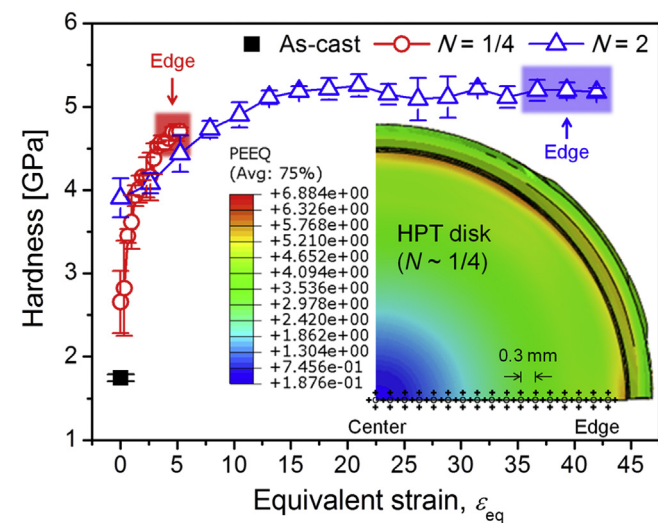 ■ As-cast N = 1/4 N = 2
Edge
Hardness [GPa]
6
5
4
3
2
1
Edge
PEEQ
(Avg: 75%)
+6.884e+00
+6.326e+00
+5.768e+00
+5.210e+00
+4.652e+00
+4.094e+00
+3.536e+00
+2.978e+00
+2.420e+00
+1.862e+00
+1.304e+00
+7.456e-01
+1.876e-01
HPT disk
(N ~ 1/4)
0.3 mm
Center Edge
0 5 10 15 20 25 30 35 40 45
Equivalent strain, εeq